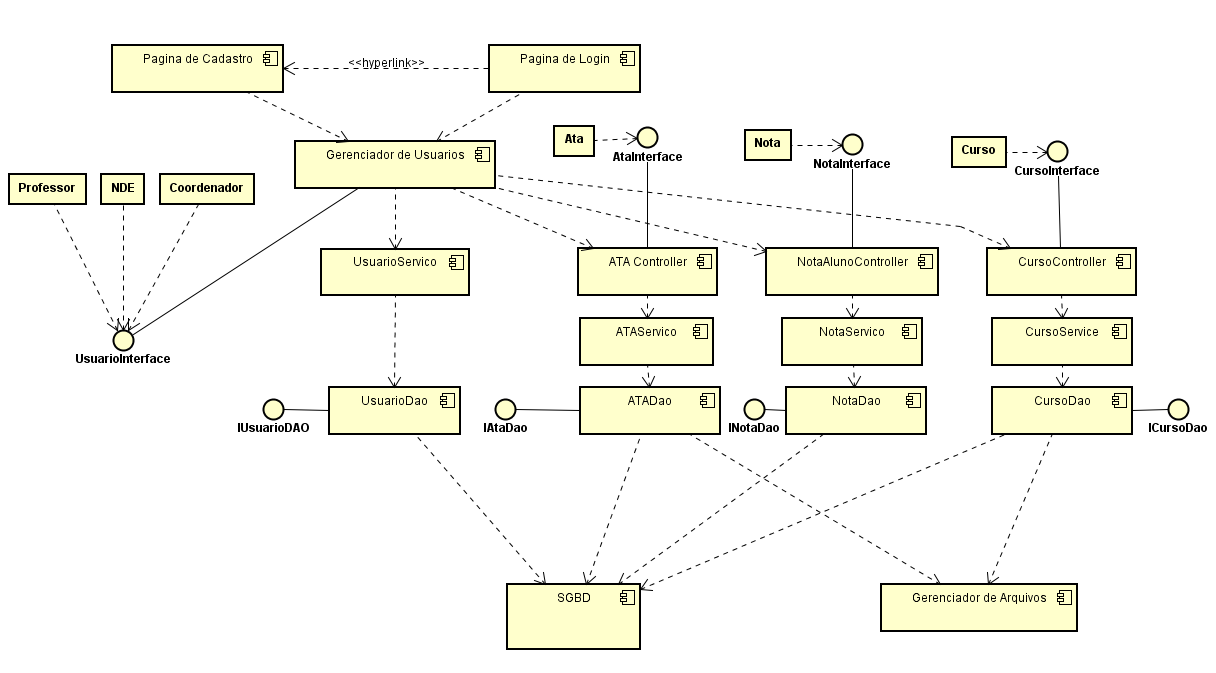 Pagina de Cadastro
<<hyperlink>>
Pagina de Login
Gerenciador de Usuarios
Ata
AtaInterface
Nota
NotaInterface
Curso
CursoInterface
Professor
NDE
Coordenador
UsuarioServico
ATA Controller
NotaAlunoController
CursoController
UsuarioInterface
ATAServico
NotaServico
CursoService
IUsuarioDAO
UsuarioDao
IAtaDao
ATADao
INotaDao
NotaDao
CursoDao
ICursoDao
SGBD
Gerenciador de Arquivos